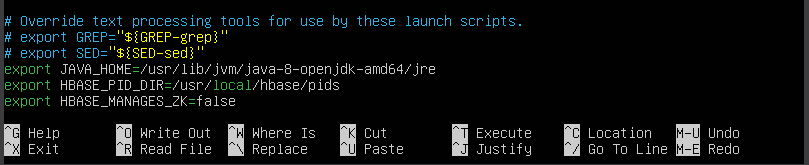 # Override text processing tools for use by these launch scripts.
# export GREP="${GREP-grep}"
# export SED="${SED-sed}"
export JAVA_HOME=/usr/lib/jvm/java-8-openjdk-amd64/jre
export HBASE_PID_DIR=/usr/local/hbase/pids
export HBASE_MANAGES_ZK=false
^G Help ^O Write Out ^W Where Is ^K Cut ^T Execute ^C Location M-U Undo
^X Exit ^R Read File ^\ Replace ^U Paste ^J Justify ^/ Go To Line M-E Redo